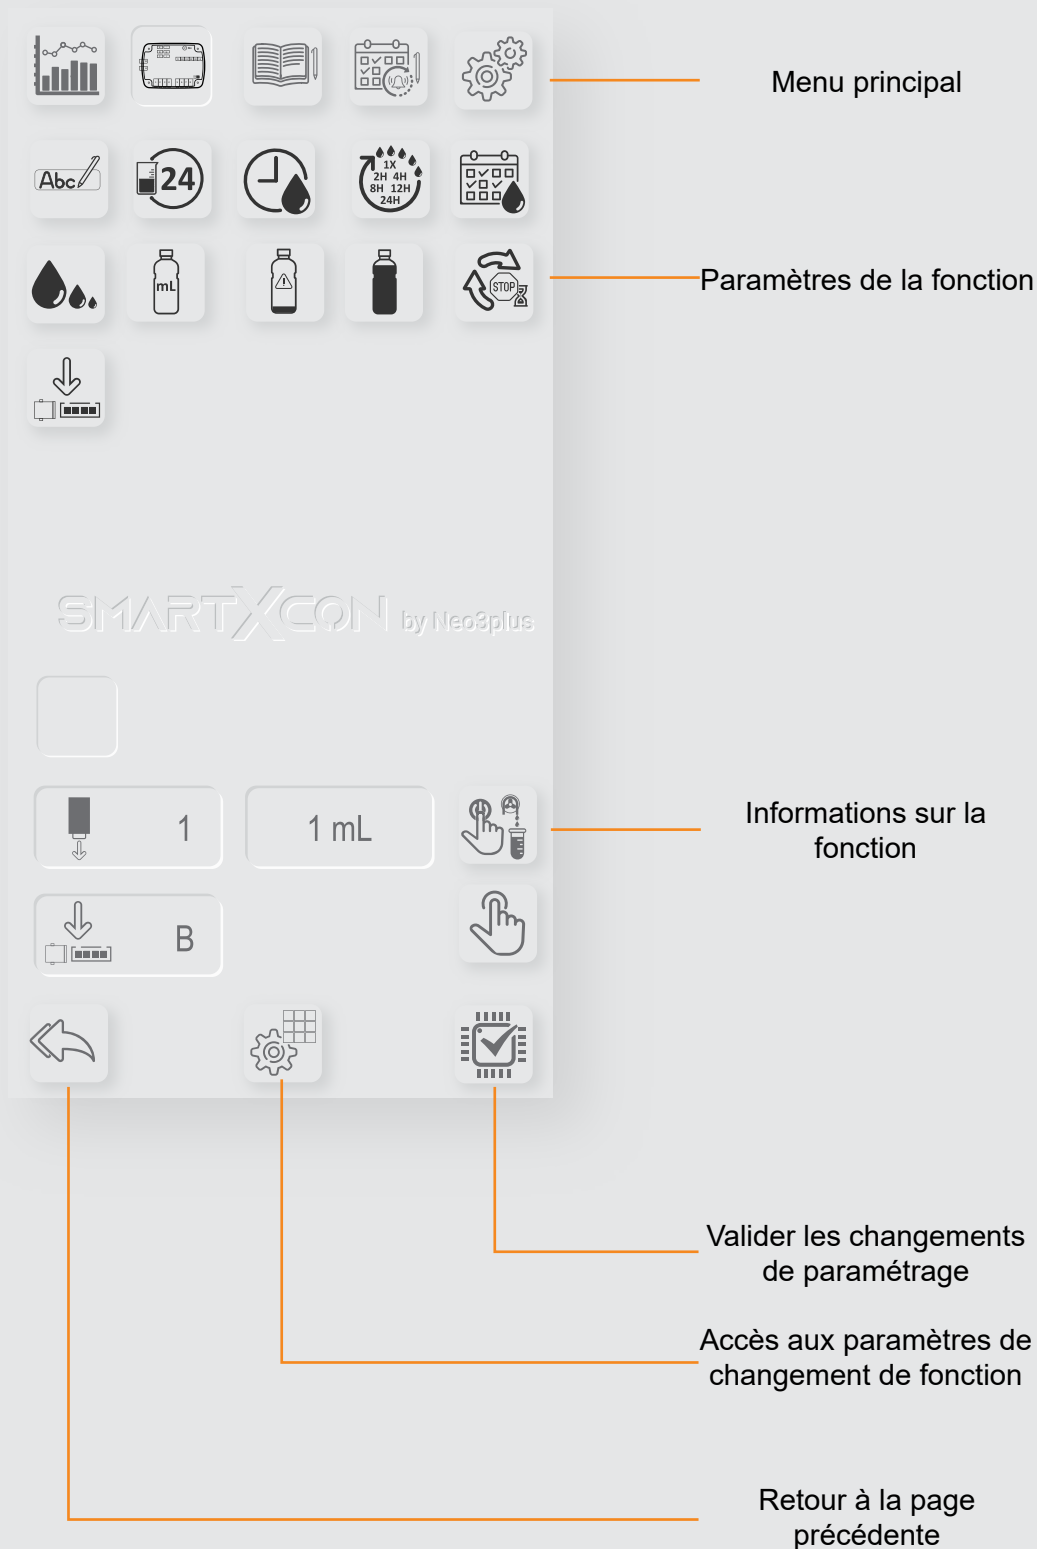 Menu principal
Abc
24
1X
2H 4H
8H 12H
24H
mL
STOP
Paramètres de la fonction
SMARTXCON by Neo3plus
1
1 mL
Informations sur la
fonction
B
Valider les changements
de paramétrage
Accès aux paramètres de
changement de fonction
Retour à la page
précédente